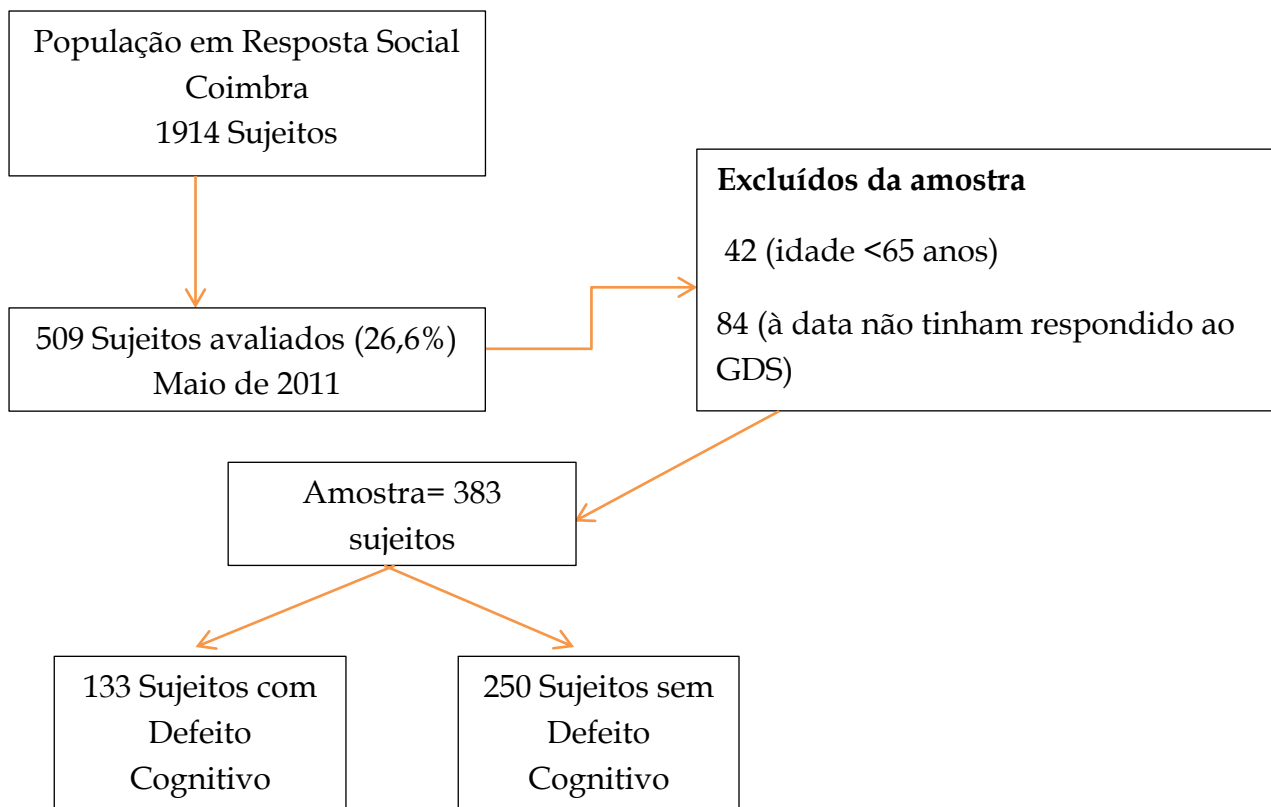 População em Resposta Social
Coimbra
1914 Sujeitos
509 Sujeitos avaliados (26,6%)
Maio de 2011
Excluídos da amostra
42 (idade <65 anos)
84 (à data não tinham respondido ao
GDS)
Amostra= 383
sujeitos
133 Sujeitos com
Defeito
Cognitivo
250 Sujeitos sem
Defeito
Cognitivo